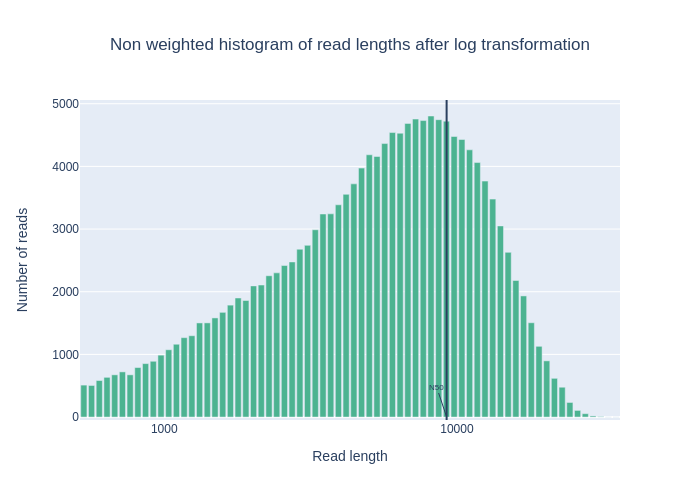 Non weighted histogram of read lengths after log transformation
5000
4000
3000
2000
1000
0
Number of reads
N50
1000
10000
Read length